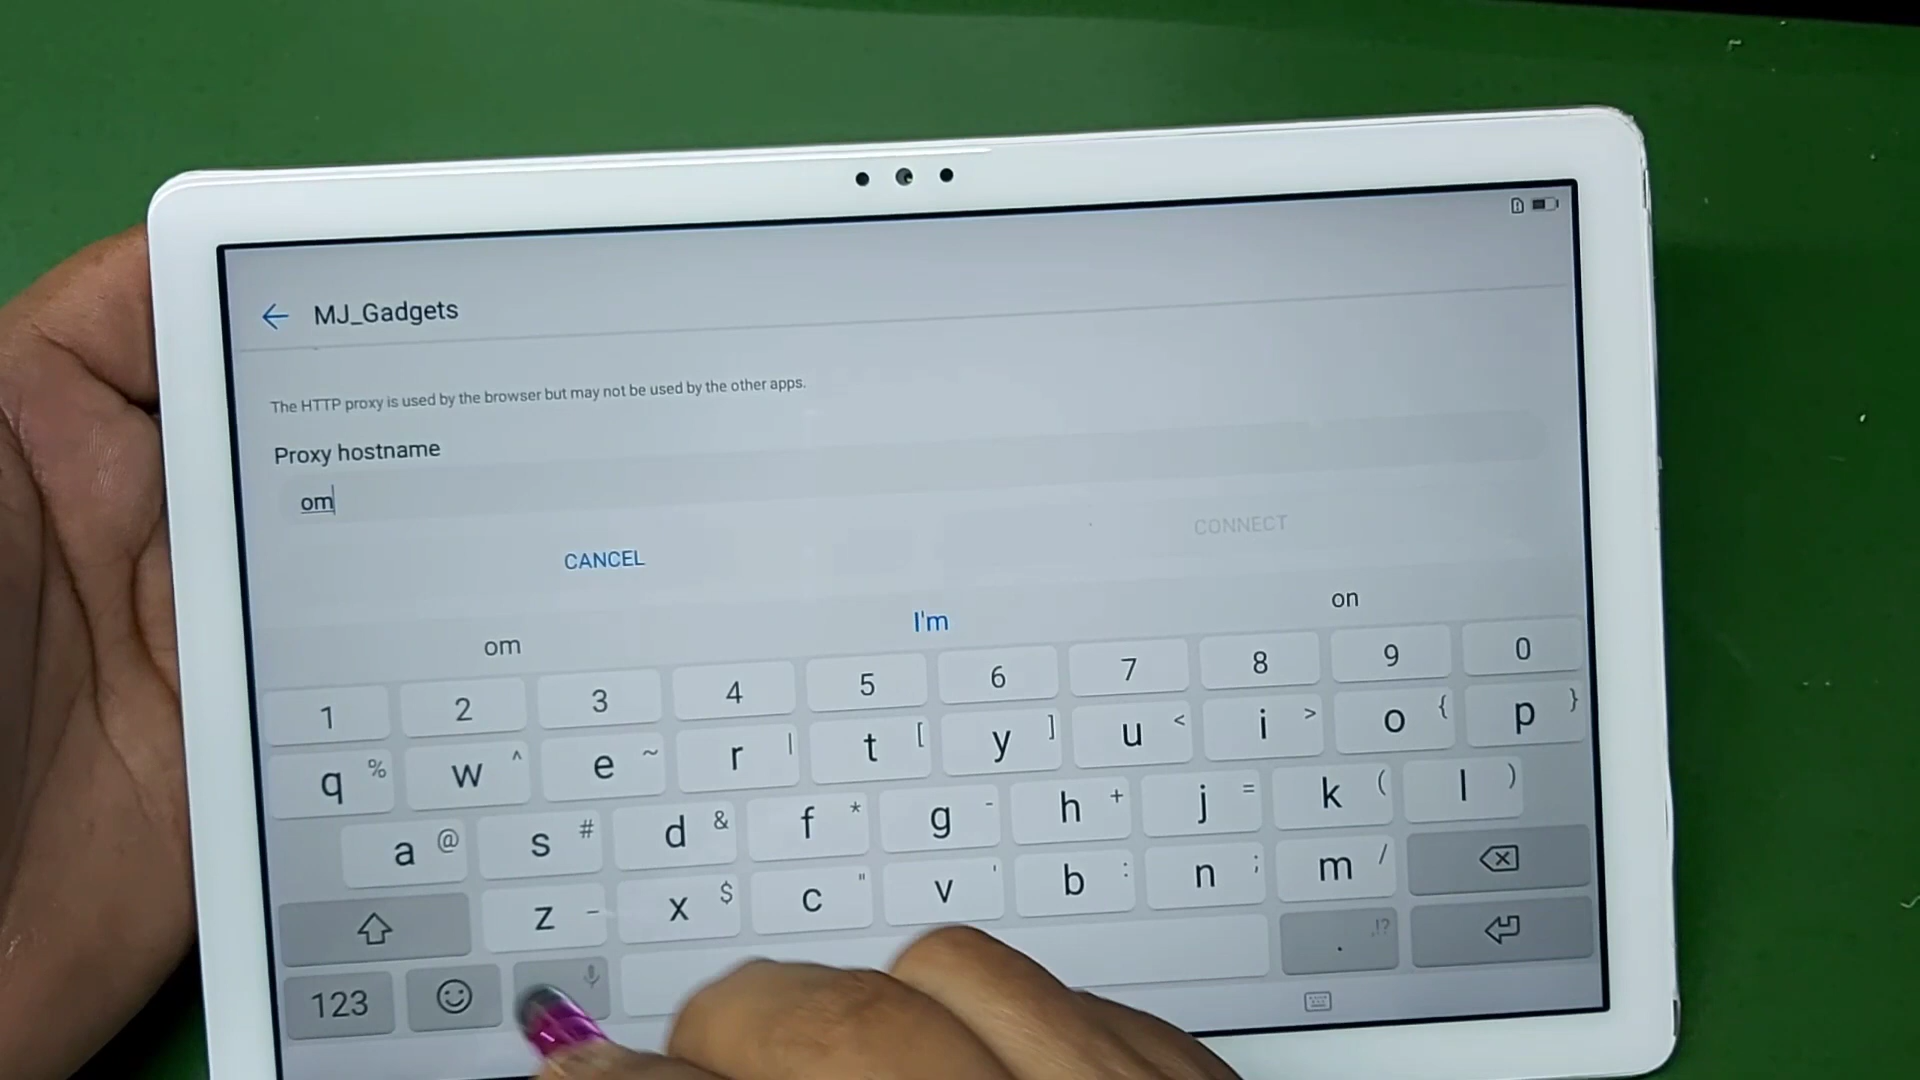 MJ_Gadgets
The HTTP proxy is used by the browser but may not be used by the other apps.
Proxy hostname
om
CANCEL CONNECT
om I'm on
1 2 3 4 5 6 7 8 9 0
q % w ^ e ~ r | t [ y ] u < i > o { p }
a @ s # d & f * g - h + j = k ( l )
z _ x $ c " v ' b : n ; m /
123 . ,!?